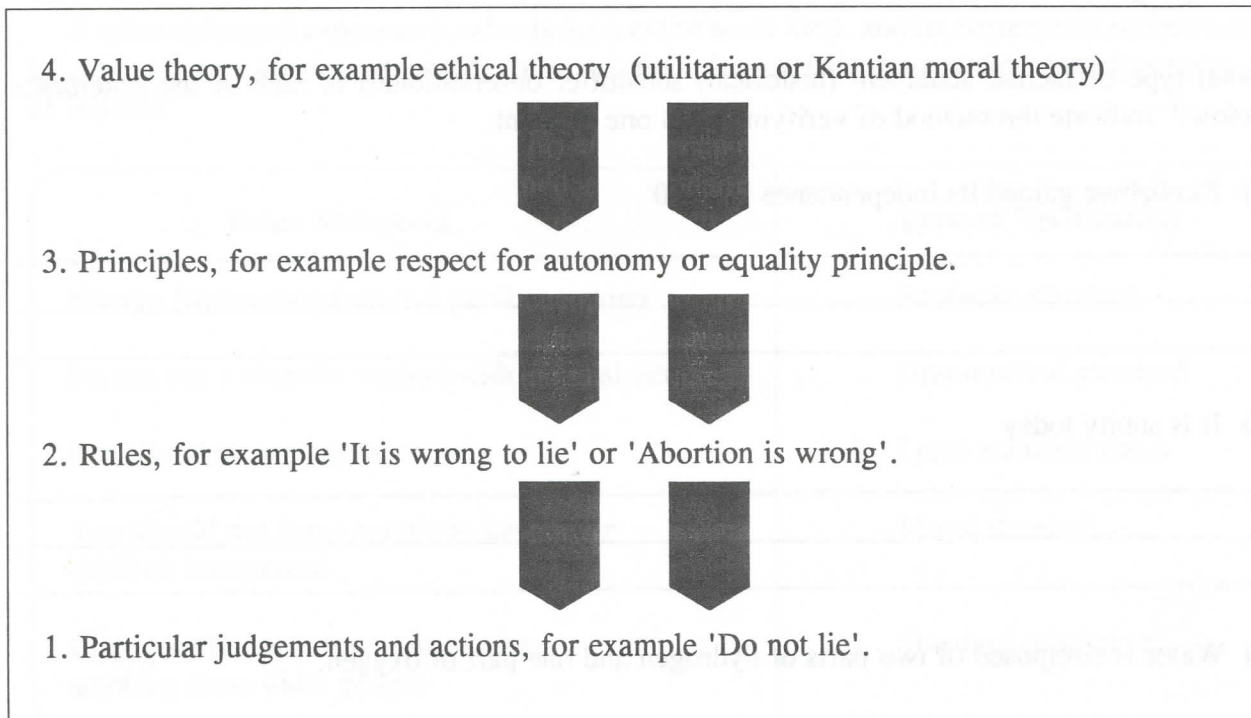 4. Value theory, for example ethical theory (utilitarian or Kantian moral theory)
3. Principles, for example respect for autonomy or equality principle.
2. Rules, for example 'It is wrong to lie' or 'Abortion is wrong'.
1. Particular judgements and actions, for example 'Do not lie'.